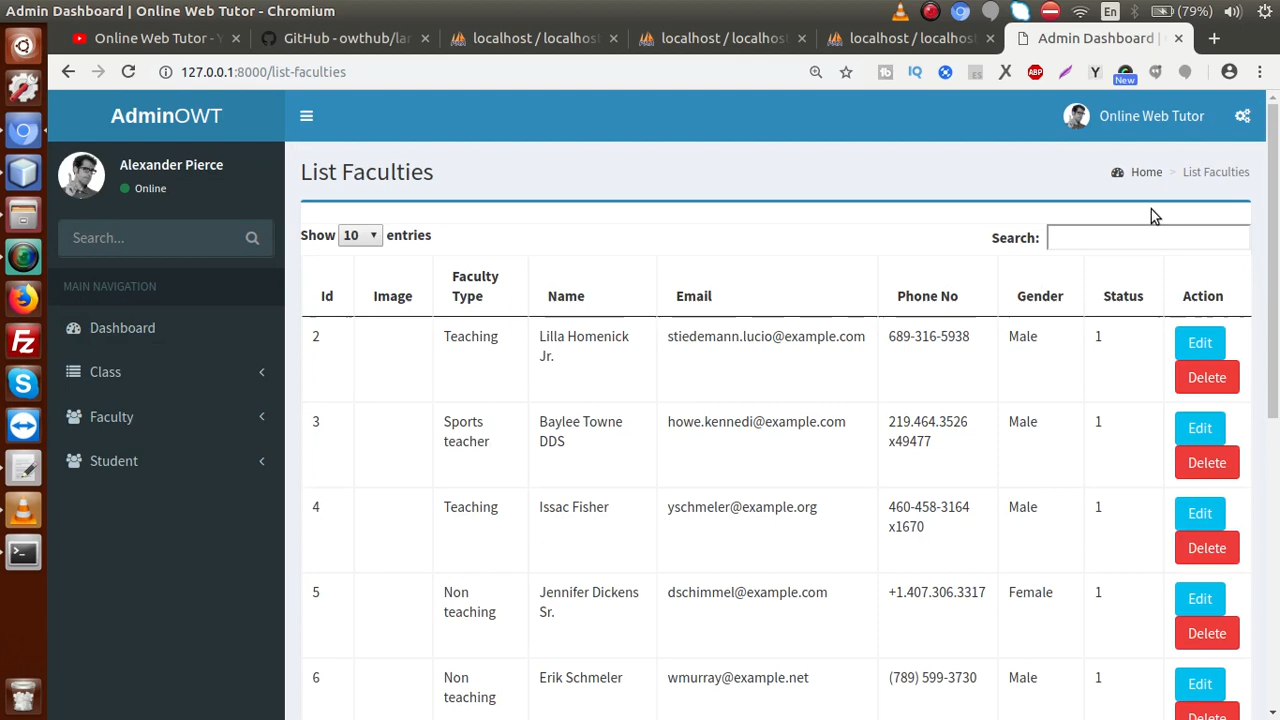 Admin Dashboard | Online Web Tutor - Chromium
En
(79%)
Online Web Tutor - Y
GitHub - owthub/lar
localhost / localhos
localhost / localhos
localhost / localhos
Admin Dashboard |
127.0.0.1:8000/list-faculties
IQ
ABP
New
AdminOWT
Online Web Tutor
Alexander Pierce
Online
Search...
MAIN NAVIGATION
Dashboard
Class
Faculty
Student
List Faculties
Home > List Faculties
Show 10 entries
Search:
Id Image Faculty Type Name Email Phone No Gender Status Action
2 Teaching Lilla Homenick Jr. stiedemann.lucio@example.com 689-316-5938 Male 1 Edit
Delete
3 Sports teacher Baylee Towne DDS howe.kennedi@example.com 219.464.3526 x49477 Male 1 Edit
Delete
4 Teaching Issac Fisher yschmeler@example.org 460-458-3164 x1670 Male 1 Edit
Delete
5 Non teaching Jennifer Dickens Sr. dschimmel@example.com +1.407.306.3317 Female 1 Edit
Delete
6 Non teaching Erik Schmeler wmurray@example.net (789) 599-3730 Male 1 Edit
Delete